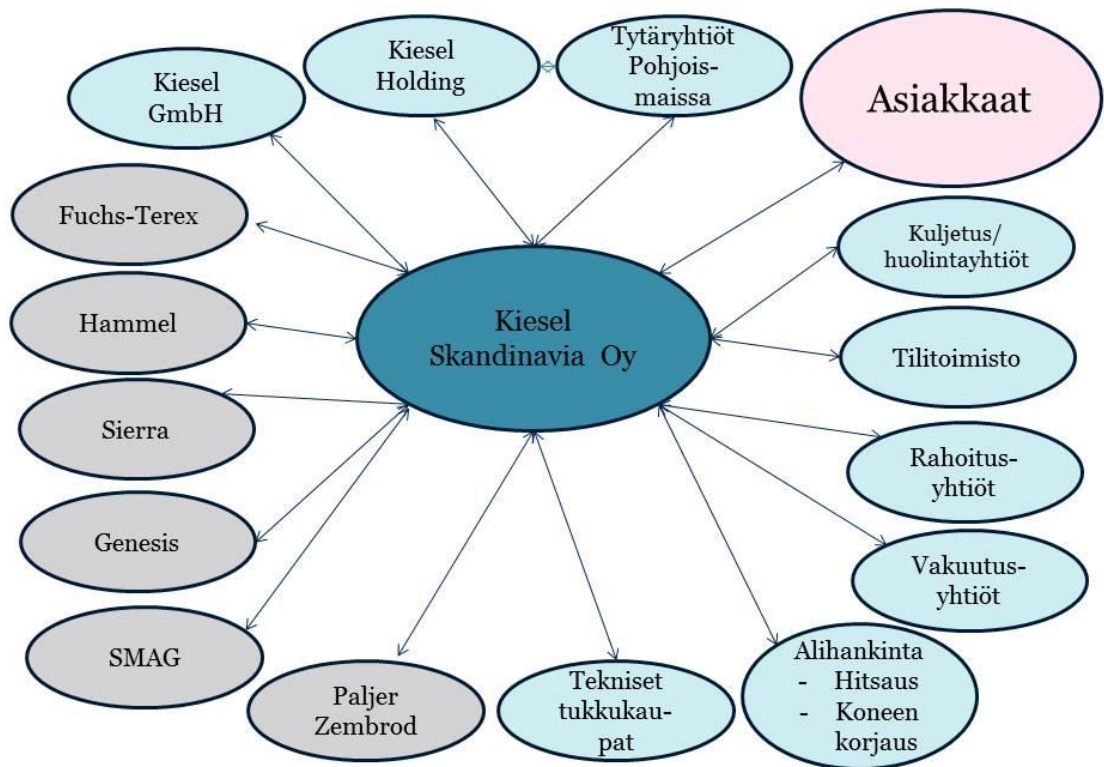 Kiesel
GmbH
Kiesel
Holding
Tytäryhtiöt
Pohjois-
maissa
Asiakkaat
Fuchs-Terex
Kuljetus/
huolintayhtiöt
Hammel
Kiesel
Skandinavia Oy
Tilitoimisto
Sierra
Rahoitus-
yhtiöt
Genesis
Vakuutus-
yhtiöt
SMAG
Paljer
Zembrod
Tekniset
tukkukau-
pat
Alihankinta
- Hitsaus
- Koneen
korjaus